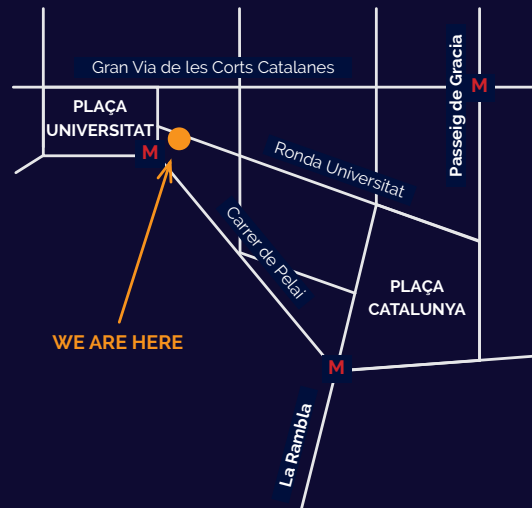 Gran Via de les Corts Catalanes
Passeig de Gracia
M
PLAÇA
UNIVERSITAT
M
Ronda Universitat
Carrer de Pelai
PLAÇA
CATALUNYA
WE ARE HERE
M
La Rambla